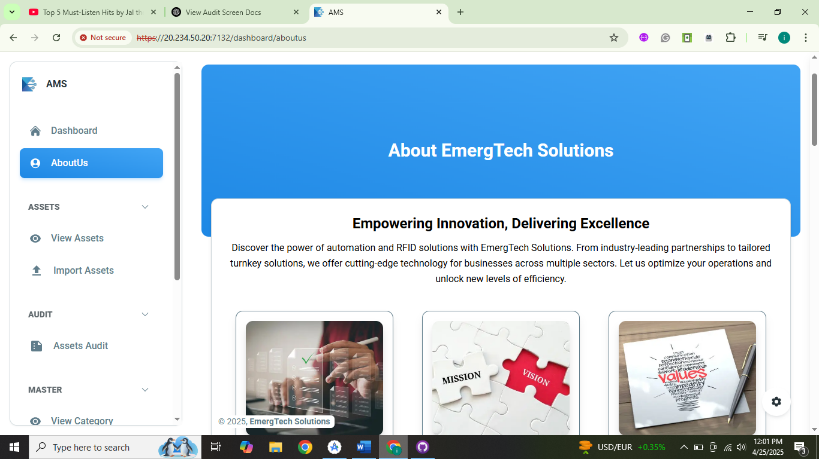 Top 5 Must-Listen Hits by Jal th
View Audit Screen Docs
AMS
Not secure
https://20.234.50.20:7132/dashboard/aboutus
AMS
Dashboard
AboutUs
ASSETS
View Assets
Import Assets
AUDIT
Assets Audit
MASTER
View Category
About EmergTech Solutions
Empowering Innovation, Delivering Excellence
Discover the power of automation and RFID solutions with EmergTech Solutions. From industry-leading partnerships to tailored
turnkey solutions, we offer cutting-edge technology for businesses across multiple sectors. Let us optimize your operations and
unlock new levels of efficiency.
MISSION
VISION
values
© 2025, EmergTech Solutions
Type here to search
USD/EUR +0.35%
12:01 PM
4/25/2025
3